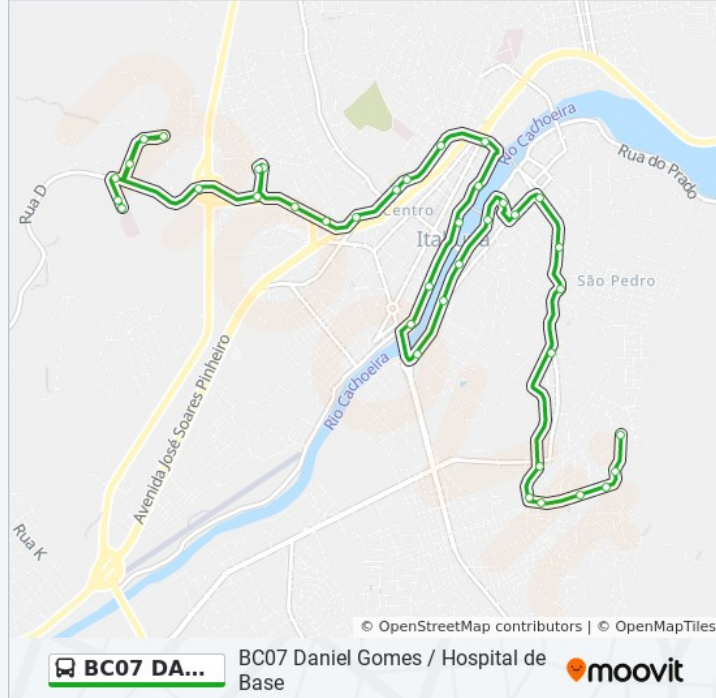 Rio Cachoeira
Rua do Prado
Rua D
Centro
Itabuna
São Pedro
Rio Cachoeira
Avenida José Soares Pinheiro
Rua K
© OpenStreetMap contributors | © OpenMapTiles
BC07 DA...
BC07 Daniel Gomes / Hospital de
Base
moovit